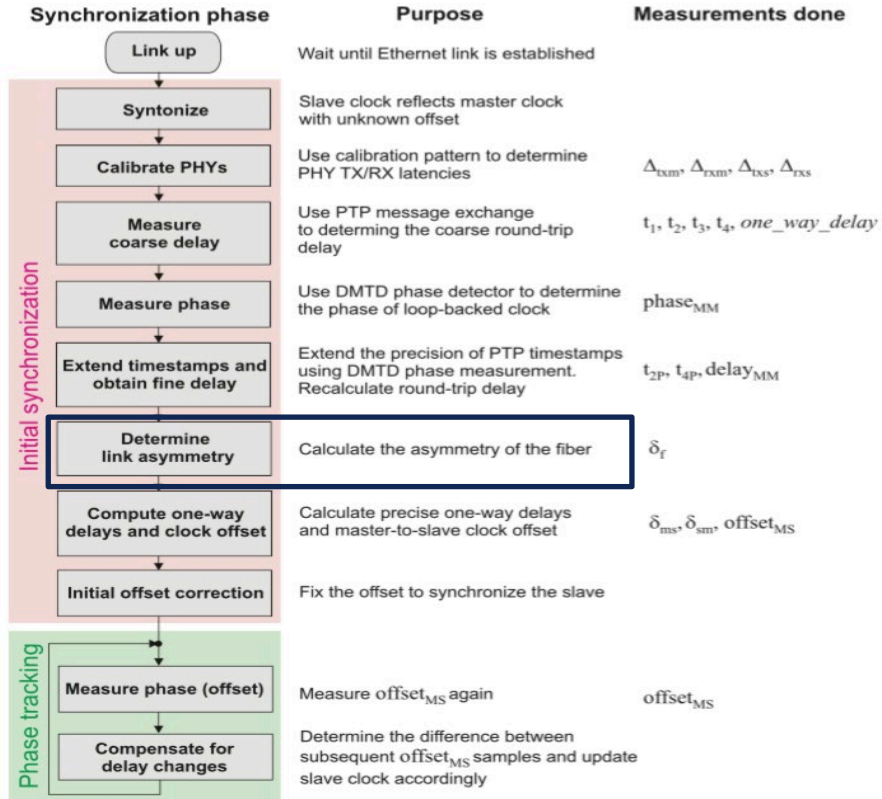 Synchronization phase Purpose Measurements done
Link up
Wait until Ethernet link is established
Initial synchronization
Syntonize
Slave clock reflects master clock
with unknown offset
Calibrate PHYs
Use calibration pattern to determine
PHY TX/RX latencies
Δtxm, Δrxm, Δtxs, Δrxs
Measure
coarse delay
Use PTP message exchange
to determing the coarse round-trip
delay
t1, t2, t3, t4, one_way_delay
Measure phase
Use DMTD phase detector to determine
the phase of loop-backed clock
phaseMM
Extend timestamps and
obtain fine delay
Extend the precision of PTP timestamps
using DMTD phase measurement.
Recalculate round-trip delay
t2P, t4P, delayMM
Determine
link asymmetry
Calculate the asymmetry of the fiber
δf
Compute one-way
delays and clock offset
Calculate precise one-way delays
and master-to-slave clock offset
δms, δsm, offsetMS
Initial offset correction
Fix the offset to synchronize the slave
Phase tracking
Measure phase (offset)
Measure offsetMS again
offsetMS
Compensate for
delay changes
Determine the difference between
subsequent offsetMS samples and update
slave clock accordingly